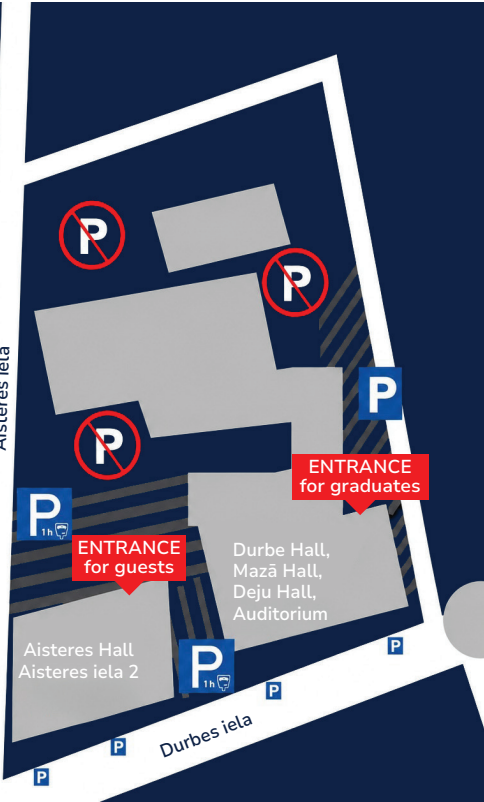 P
P
Aisteres iela
P
P
ENTRANCE
for graduates
P
1h
ENTRANCE
for guests
Durbe Hall,
Mazā Hall,
Deju Hall,
Auditorium
Aisteres Hall
Aisteres iela 2
P
1h
P
P
Durbes iela
P
P